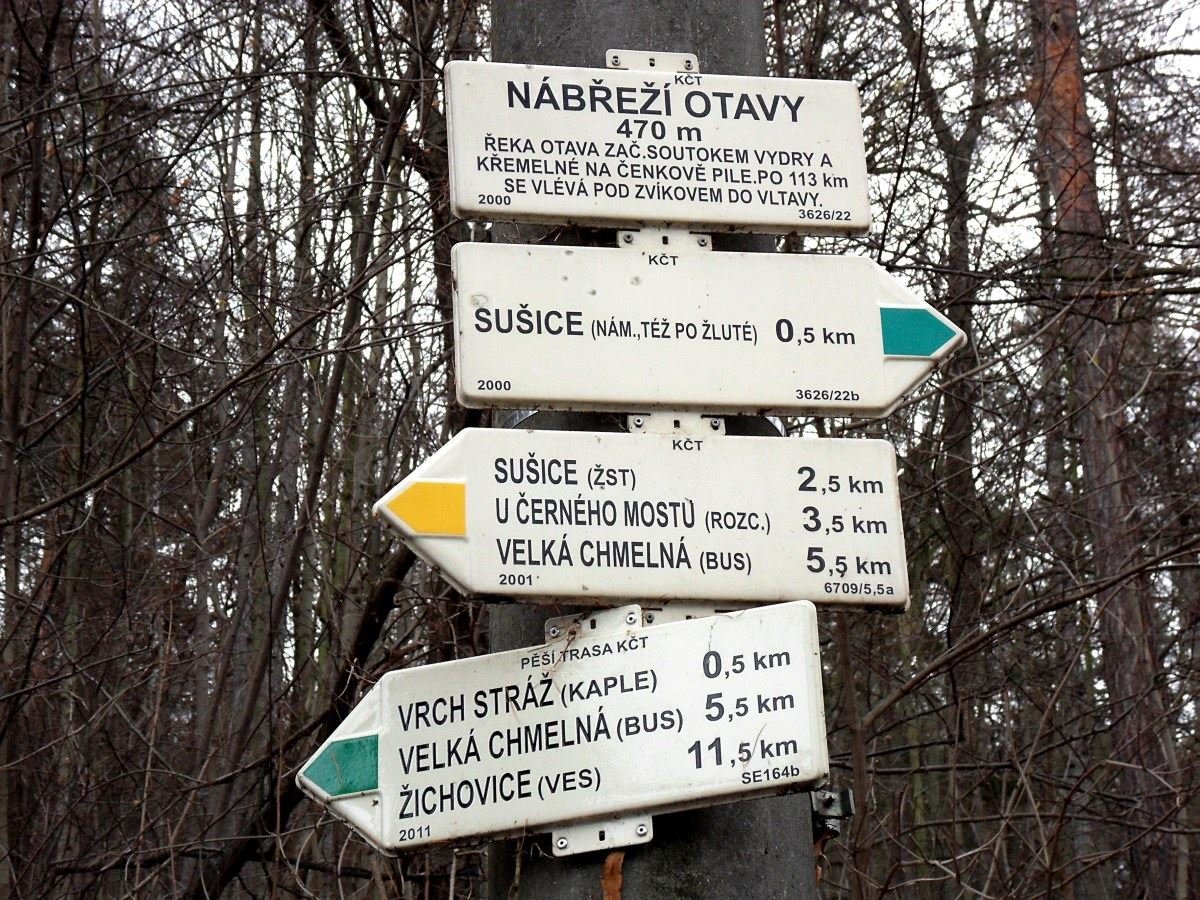 KČT
NÁBŘEŽÍ OTAVY
470 m
ŘEKA OTAVA ZAČ.SOUTOKEM VYDRY A
KŘEMELNÉ NA ČENKOVĚ PILE.PO 113 km
SE VLÉVÁ POD ZVÍKOVEM DO VLTAVY.
2000 3626/22
KČT
SUŠICE (NÁM.,TÉŽ PO ŽLUTÉ) 0,5 km
2000 3626/22b
KČT
SUŠICE (ŽST) 2,5 km
U ČERNÉHO MOSTU (ROZC.) 3,5 km
VELKÁ CHMELNÁ (BUS) 5,5 km
2001 6709/5,5a
PĚŠÍ TRASA KČT
VRCH STRÁŽ (KAPLE) 0,5 km
VELKÁ CHMELNÁ (BUS) 5,5 km
ŽICHOVICE (VES) 11,5 km
2011 SE164b